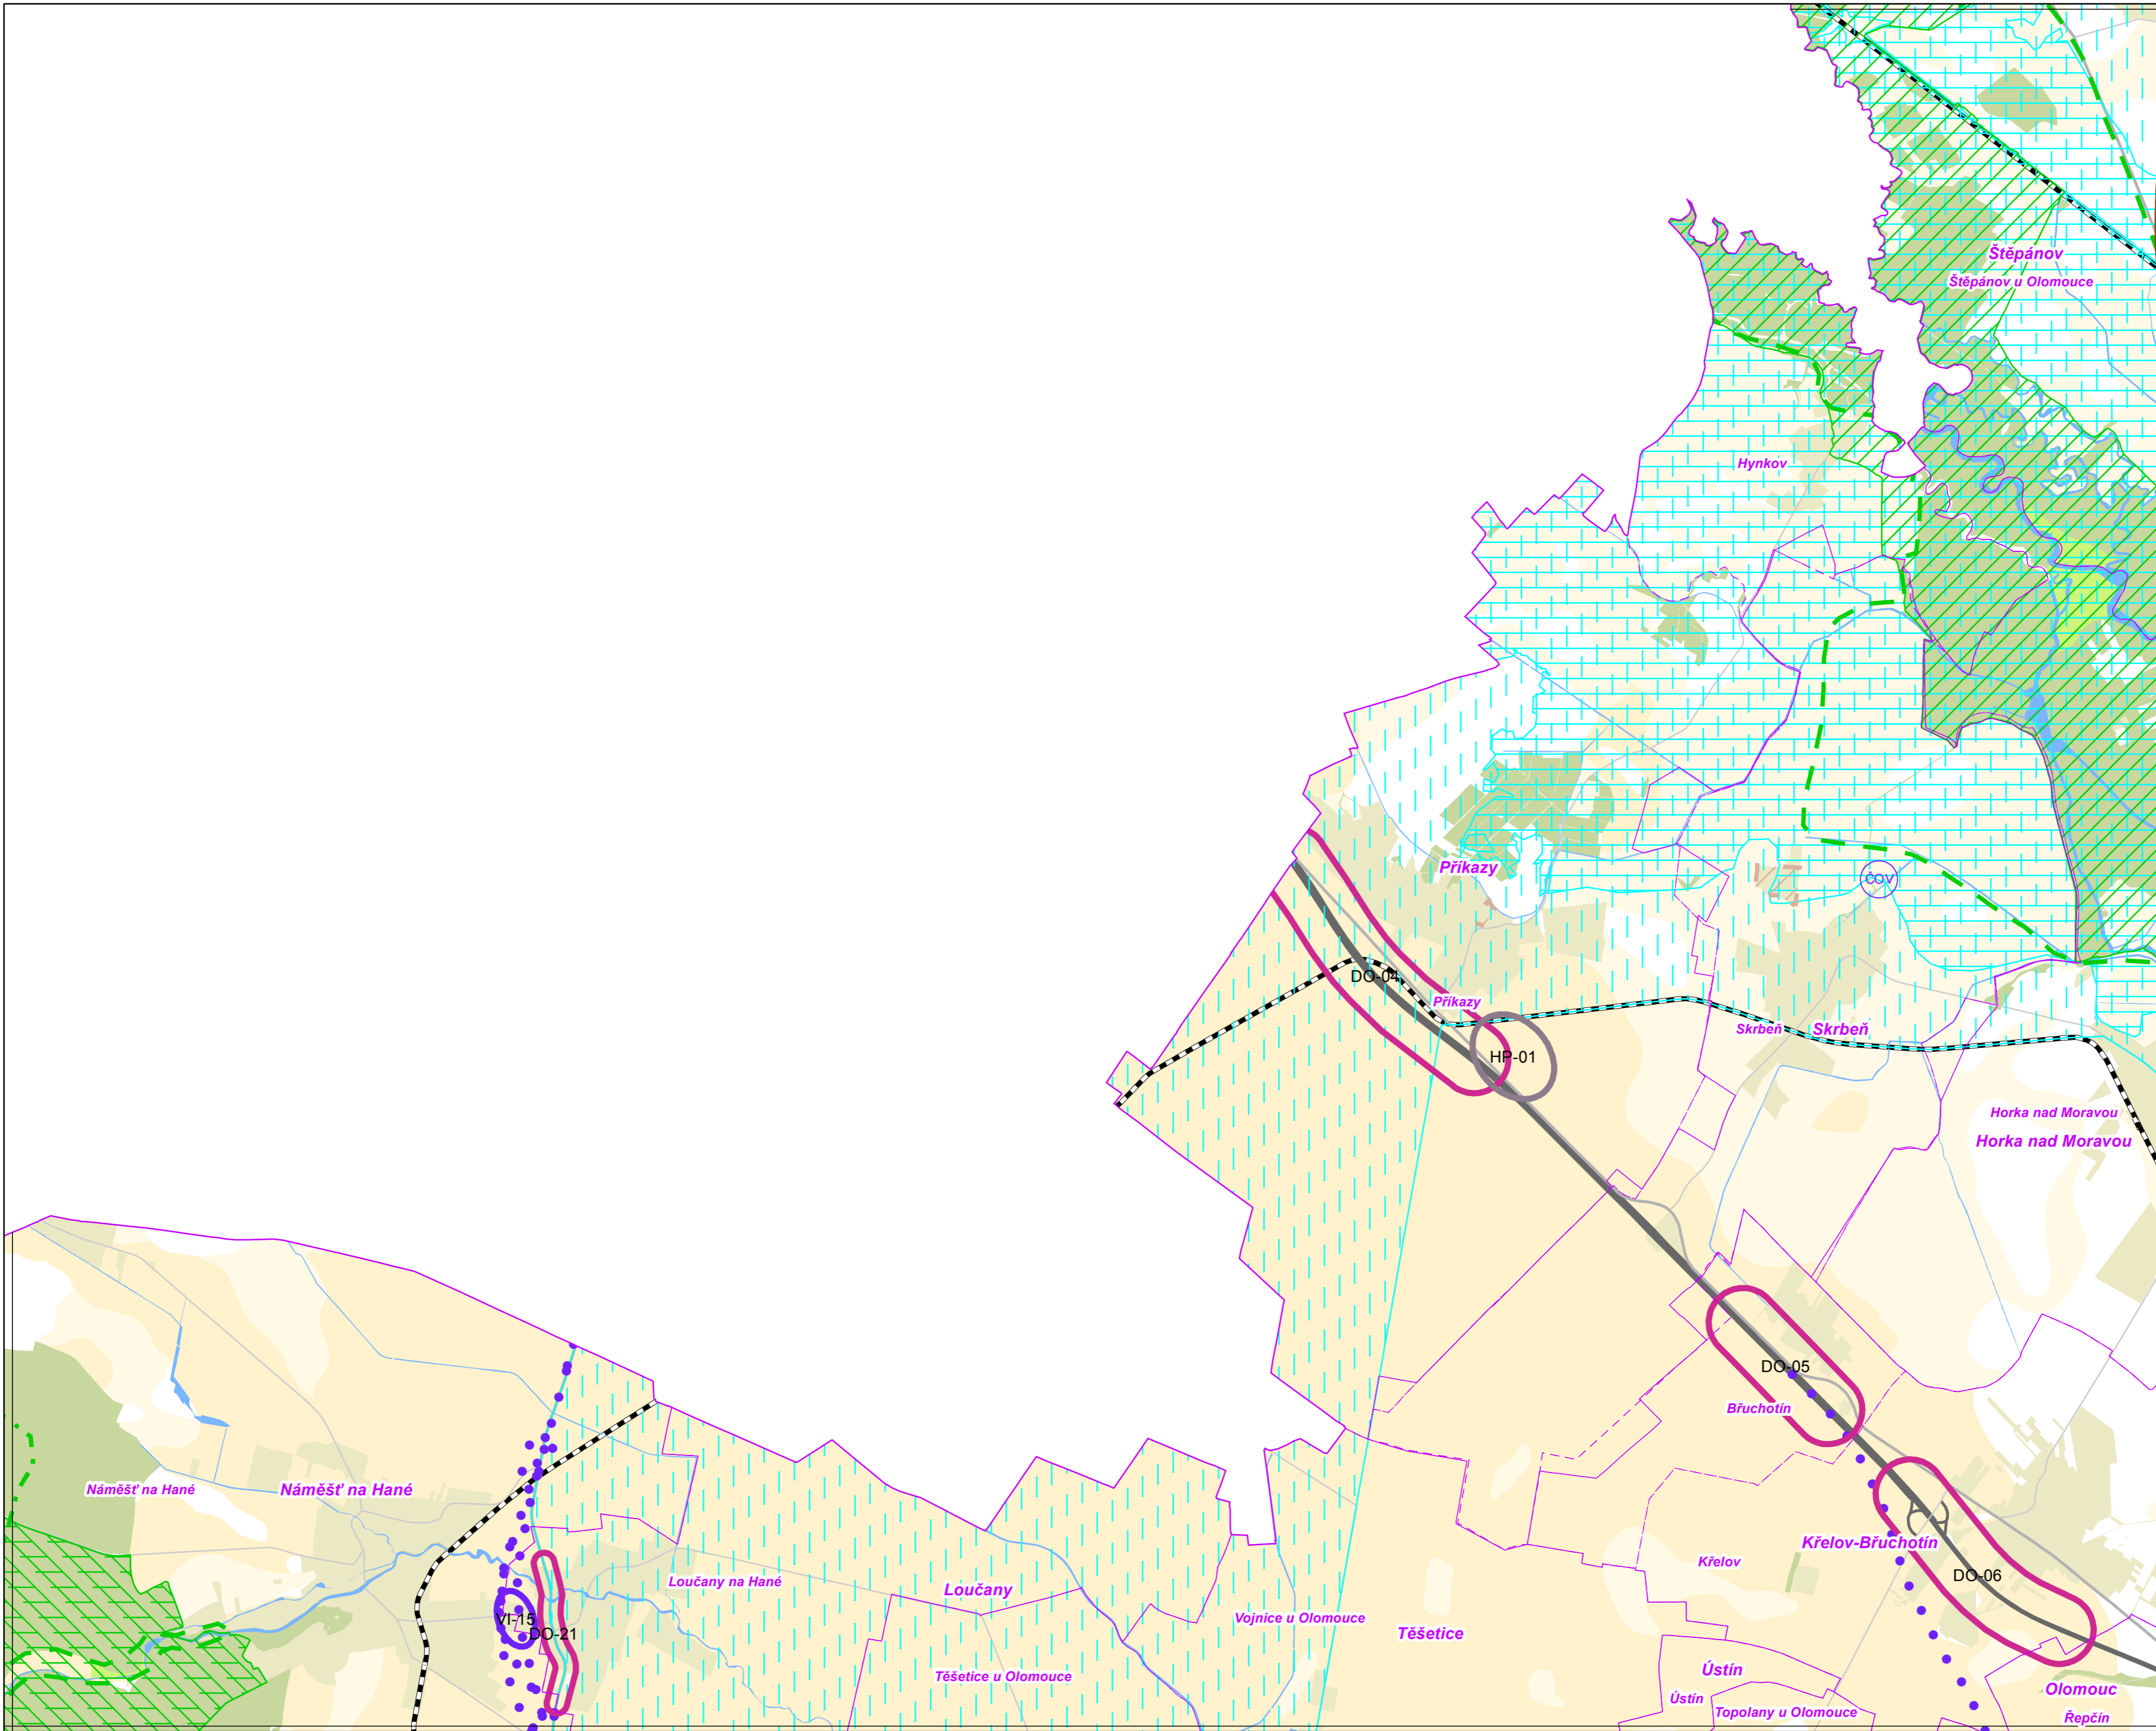 Štěpánov
Štěpánov u Olomouce
Hynkov
Příkazy
ČOV
DO-04
Příkazy
Skrbeň
Skrbeň
HP-01
Horka nad Moravou
Horka nad Moravou
DO-05
Břuchotín
Náměšť na Hané
Náměšť na Hané
Křelov-Břuchotín
Křelov
DO-06
Loučany na Hané
Loučany
VI-15
Vojnice u Olomouce
DO-21
Těšetice
Ústín
Těšetice u Olomouce
Olomouc
Ústín
Topolany u Olomouce
Řepčín